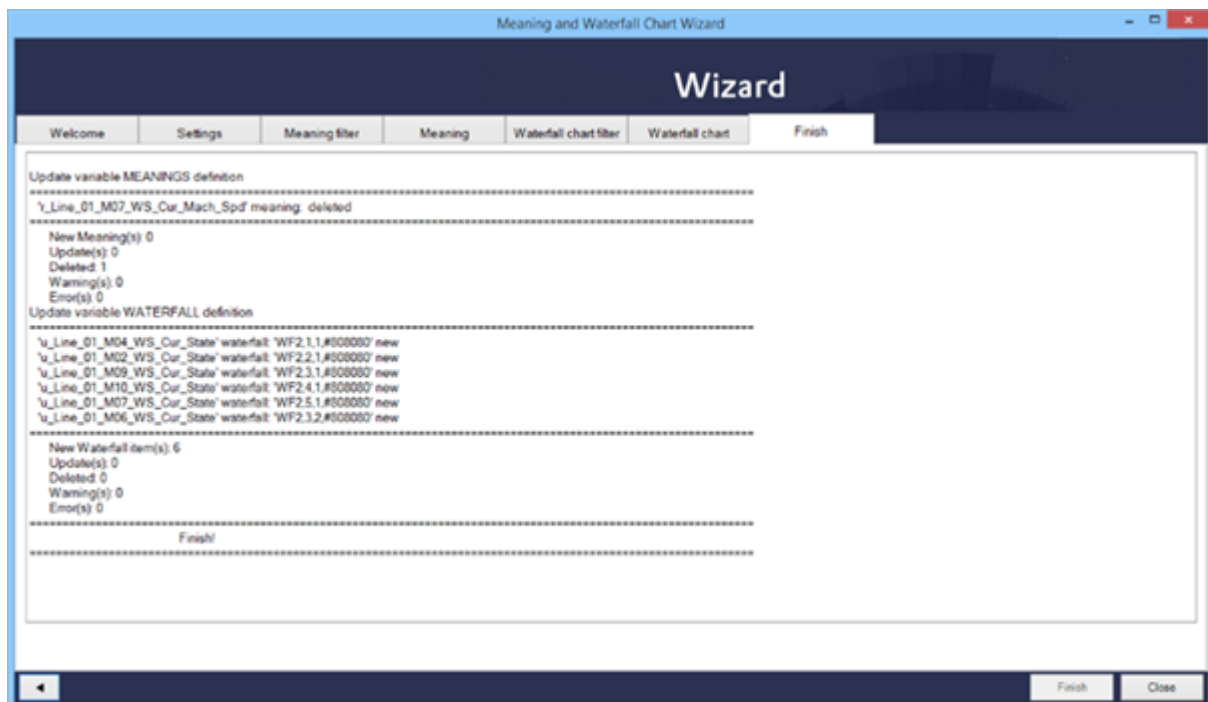 Meaning and Waterfall Chart Wizard
Wizard
Welcome
Settings
Meaning filter
Meaning
Waterfall chart filter
Waterfall chart
Finish
Update variable MEANINGS definition
'r_Line_01_M07_WS_Cur_Mach_Spd' meaning: deleted
New Meaning(s): 0
Update(s): 0
Deleted: 1
Warning(s): 0
Error(s): 0
Update variable WATERFALL definition
'u_Line_01_M04_WS_Cur_State' waterfall: 'WF2,1,1,#808080' new
'u_Line_01_M02_WS_Cur_State' waterfall: 'WF2,2,1,#808080' new
'u_Line_01_M09_WS_Cur_State' waterfall: 'WF2,3,1,#808080' new
'u_Line_01_M10_WS_Cur_State' waterfall: 'WF2,4,1,#808080' new
'u_Line_01_M07_WS_Cur_State' waterfall: 'WF2,5,1,#808080' new
'u_Line_01_M06_WS_Cur_State' waterfall: 'WF2,3,2,#808080' new
New Waterfall item(s): 6
Update(s): 0
Deleted: 0
Warning(s): 0
Error(s): 0
Finish!
Finish
Close